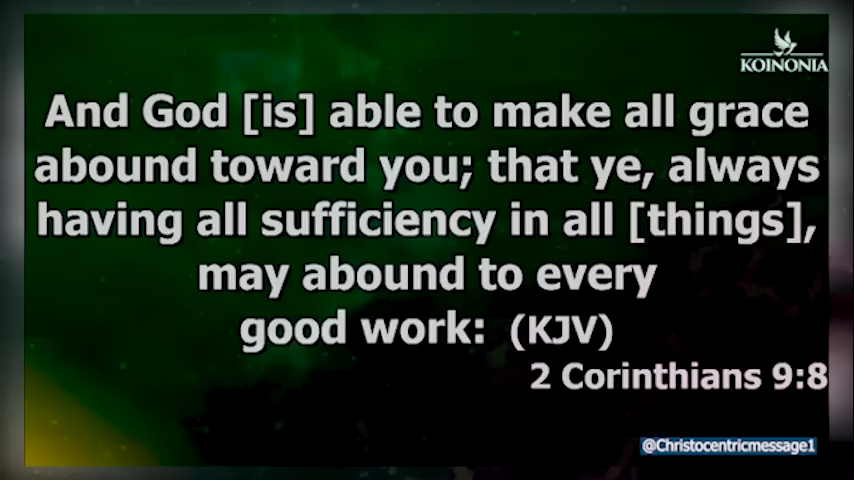 KOINONIA
And God [is] able to make all grace
abound toward you; that ye, always
having all sufficiency in all [things],
may abound to every
good work: (KJV)
2 Corinthians 9:8
@Christocentricmessage1